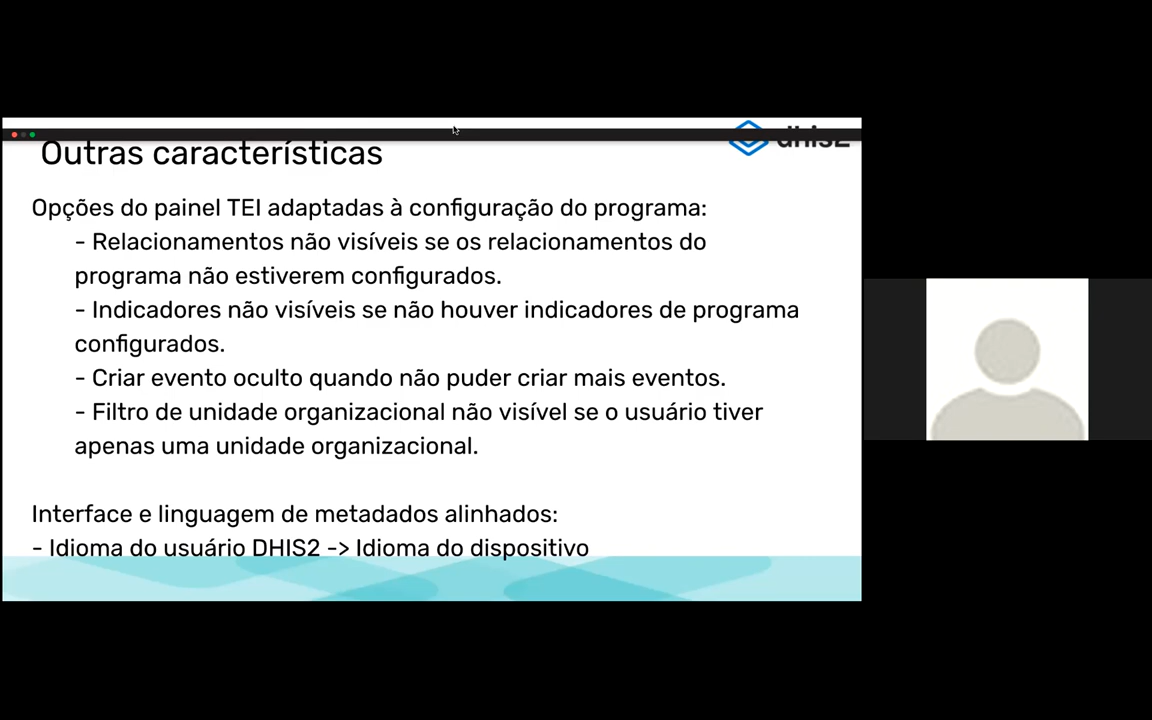 dhis2
Outras características
Opções do painel TEI adaptadas à configuração do programa:
- Relacionamentos não visíveis se os relacionamentos do
programa não estiverem configurados.
- Indicadores não visíveis se não houver indicadores de programa
configurados.
- Criar evento oculto quando não puder criar mais eventos.
- Filtro de unidade organizacional não visível se o usuário tiver
apenas uma unidade organizacional.
Interface e linguagem de metadados alinhados:
- Idioma do usuário DHIS2 -> Idioma do dispositivo